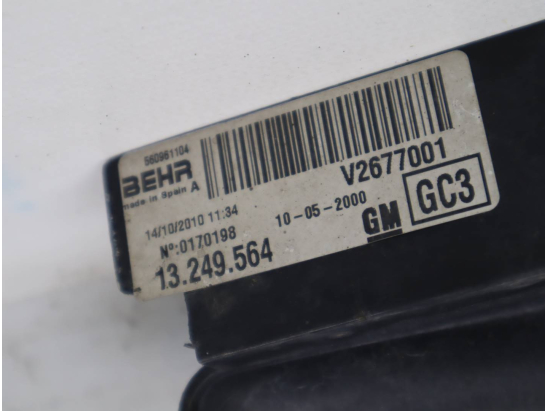 560961104
BEHR
made in Spain A
V2677001
14/10/2010 11:34
10-05-2000
GM
GC3
Nº:0170198
13.249.564